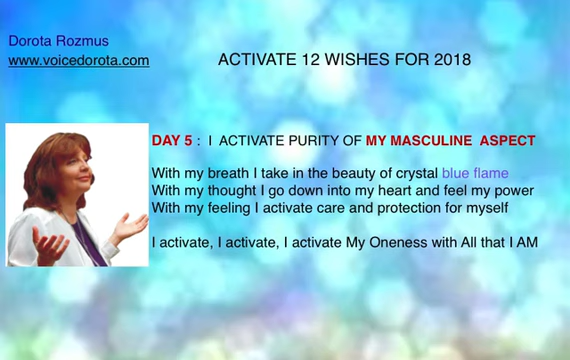 Dorota Rozmus
www.voicedorota.com
ACTIVATE 12 WISHES FOR 2018
DAY 5 : I ACTIVATE PURITY OF MY MASCULINE ASPECT
With my breath I take in the beauty of crystal blue flame
With my thought I go down into my heart and feel my power
With my feeling I activate care and protection for myself
I activate, I activate, I activate My Oneness with All that I AM